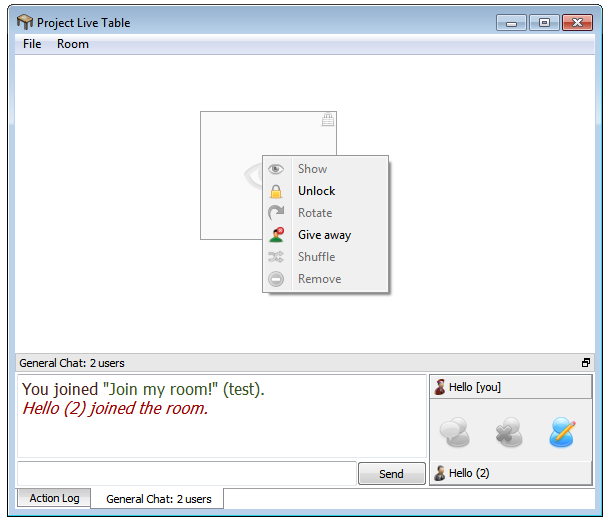 Project Live Table
File Room
Show
Unlock
Rotate
Give away
Shuffle
Remove
General Chat: 2 users
You joined "Join my room!" (test).
Hello (2) joined the room.
Send
Hello [you]
Hello (2)
Action Log General Chat: 2 users